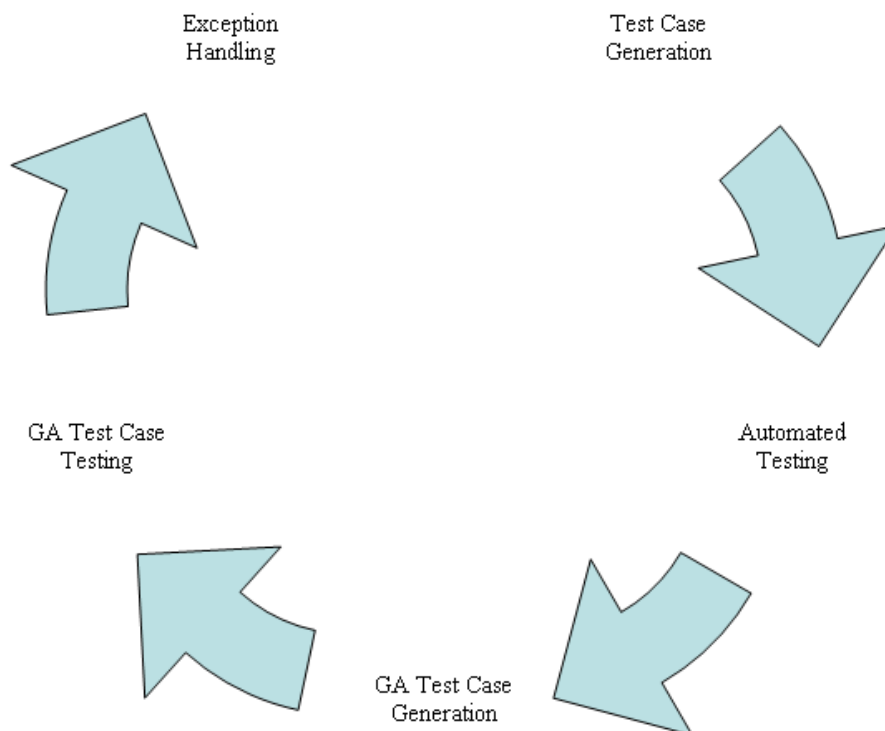 Exception
Handling
Test Case
Generation
GA Test Case
Testing
Automated
Testing
GA Test Case
Generation